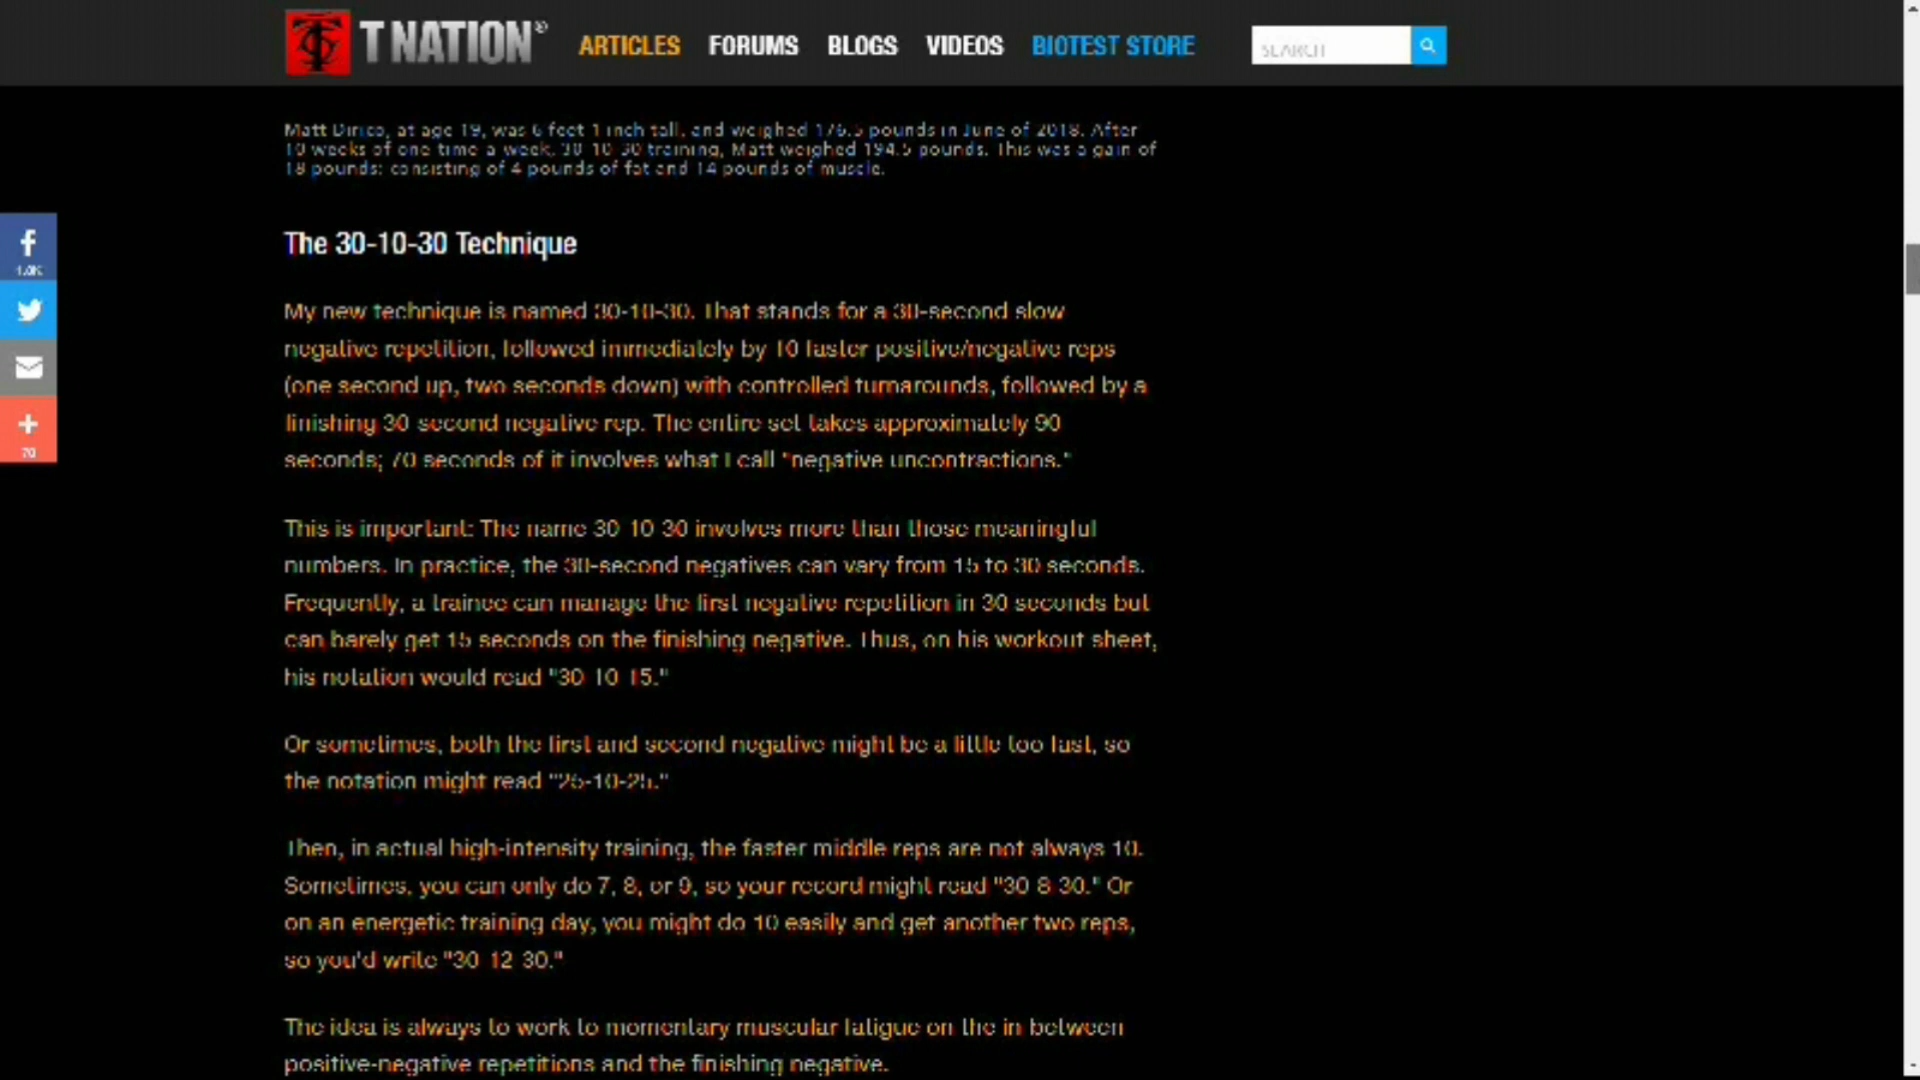 T NATION®
ARTICLES
FORUMS
BLOGS
VIDEOS
BIOTEST STORE
SEARCH
Matt Dirico, at age 19, was 6 feet 1 inch tall, and weighed 176.5 pounds in June of 2018. After
10 weeks of one-time-a-week, 30-10-30 training, Matt weighed 194.5 pounds. This was a gain of
18 pounds: consisting of 4 pounds of fat and 14 pounds of muscle.
The 30-10-30 Technique
My new technique is named 30-10-30. That stands for a 30-second slow
negative repetition, followed immediately by 10 faster positive/negative reps
(one second up, two seconds down) with controlled turnarounds, followed by a
finishing 30-second negative rep. The entire set takes approximately 90
seconds; 70 seconds of it involves what I call "negative uncontractions."
This is important: The name 30-10-30 involves more than those meaningful
numbers. In practice, the 30-second negatives can vary from 15 to 30 seconds.
Frequently, a trainee can manage the first negative repetition in 30 seconds but
can barely get 15 seconds on the finishing negative. Thus, on his workout sheet,
his notation would read "30-10-15."
Or sometimes, both the first and second negative might be a little too fast, so
the notation might read "25-10-25."
Then, in actual high-intensity training, the faster middle reps are not always 10.
Sometimes, you can only do 7, 8, or 9, so your record might read "30-8-30." Or
on an energetic training day, you might do 10 easily and get another two reps,
so you'd write "30-12-30."
The idea is always to work to momentary muscular fatigue on the in-between
positive-negative repetitions and the finishing negative.